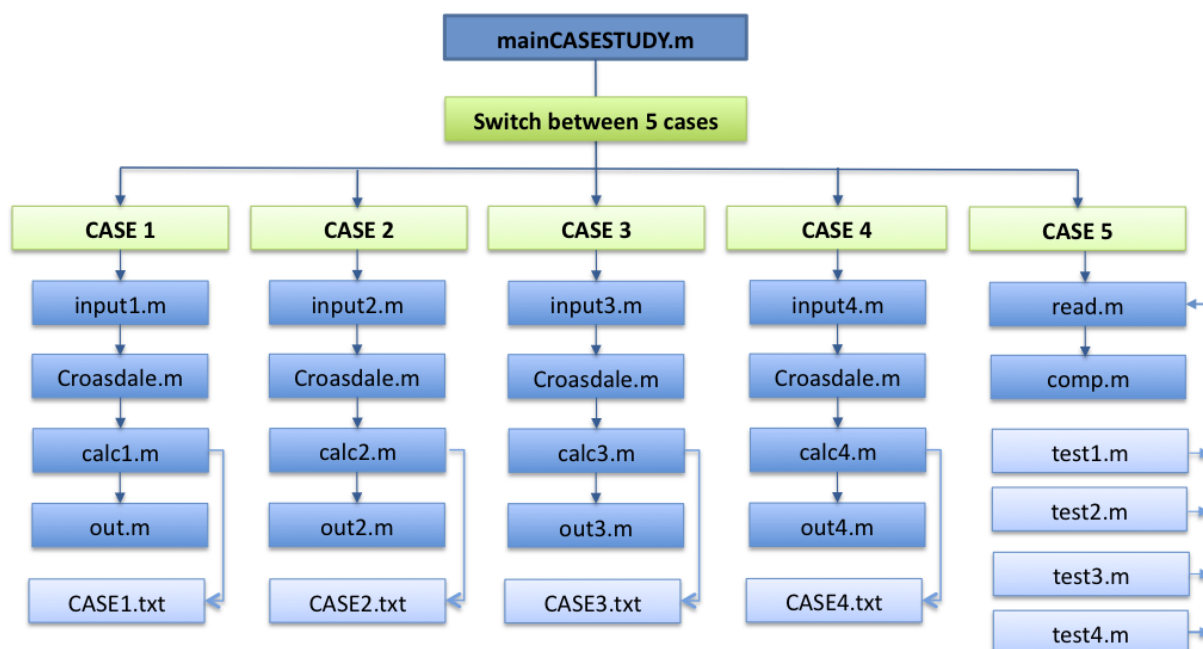 mainCASESTUDY.m
Switch between 5 cases
CASE 1
CASE 2
CASE 3
CASE 4
CASE 5
input1.m
input2.m
input3.m
input4.m
read.m
Croasdale.m
Croasdale.m
Croasdale.m
Croasdale.m
comp.m
calc1.m
calc2.m
calc3.m
calc4.m
test1.m
out.m
out2.m
out3.m
out4.m
test2.m
CASE1.txt
CASE2.txt
CASE3.txt
CASE4.txt
test3.m
test4.m